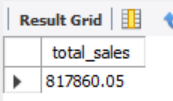 Result Grid
total_sales
817860.05